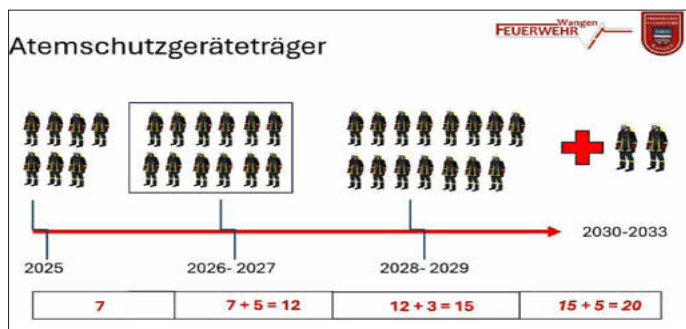 Wangen
FEUERWEHR
Atemschutzgeräteträger
2030-2033
2025
2026- 2027
2028 - 2029
7
7 + 5 = 12
12 + 3 = 15
15 + 5 = 20